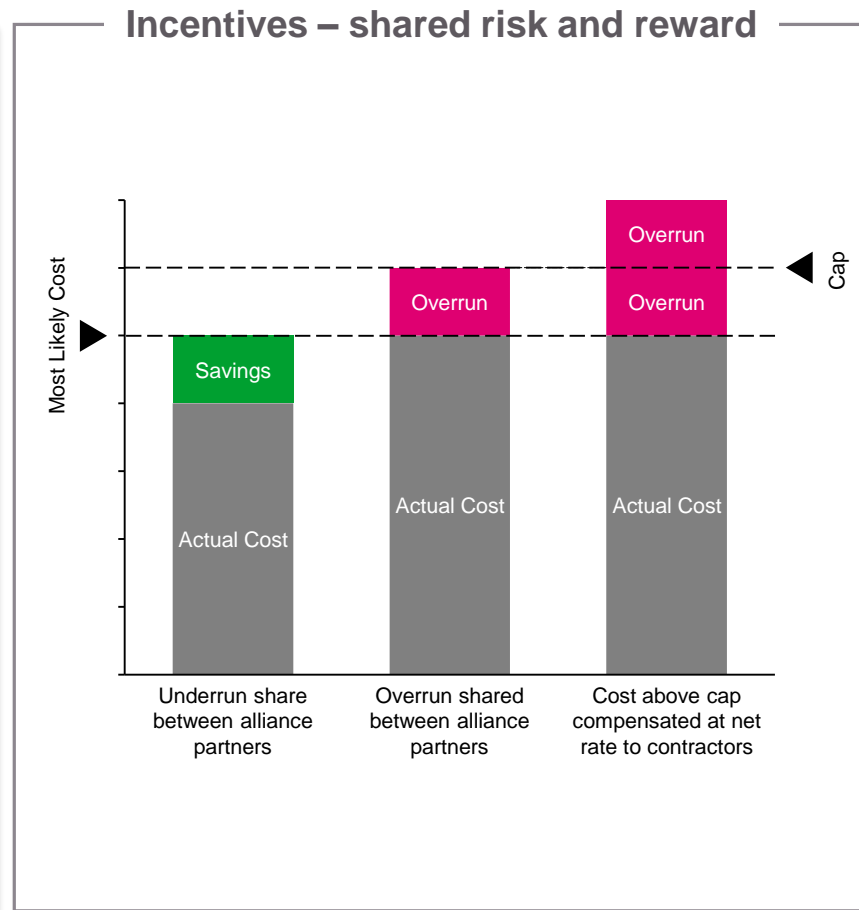 Incentives – shared risk and reward
Overrun
Cap
Most Likely Cost
Overrun
Overrun
Savings
Actual Cost
Actual Cost
Actual Cost
Underrun share
between alliance
partners
Overrun shared
between alliance
partners
Cost above cap
compensated at net
rate to contractors